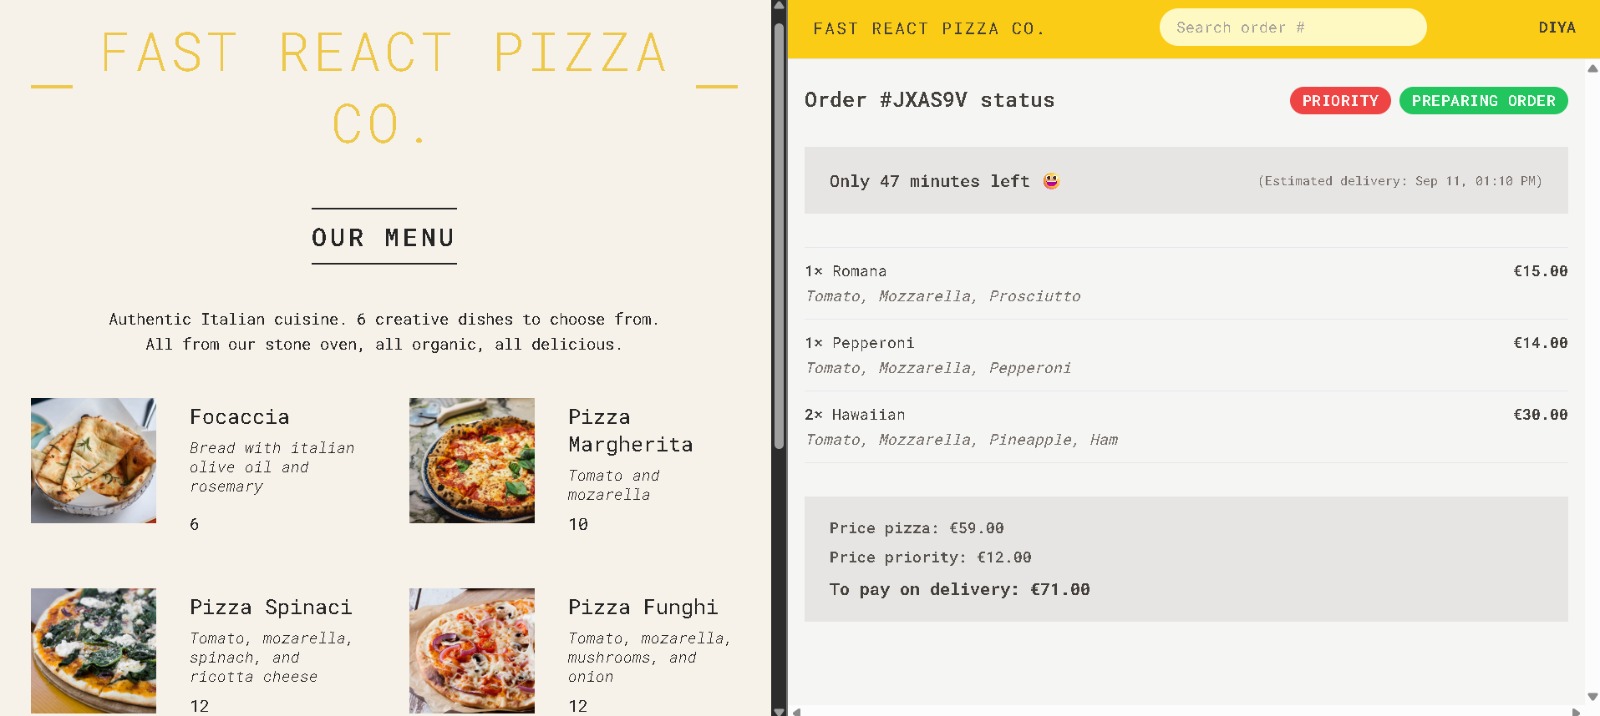 FAST REACT PIZZA
CO.
OUR MENU
Authentic Italian cuisine. 6 creative dishes to choose from.
All from our stone oven, all organic, all delicious.
Focaccia
Bread with italian
olive oil and
rosemary
6
Pizza
Margherita
Tomato and
mozarella
10
Pizza Spinaci
Tomato, mozarella,
spinach, and
ricotta cheese
12
Pizza Funghi
Tomato, mozarella,
mushrooms, and
onion
12
FAST REACT PIZZA CO.
Search order #
DIYA
Order #JXAS9V status
PRIORITY
PREPARING ORDER
Only 47 minutes left 😀
(Estimated delivery: Sep 11, 01:10 PM)
1× Romana
€15.00
Tomato, Mozzarella, Prosciutto
1× Pepperoni
€14.00
Tomato, Mozzarella, Pepperoni
2× Hawaiian
€30.00
Tomato, Mozzarella, Pineapple, Ham
Price pizza: €59.00
Price priority: €12.00
To pay on delivery: €71.00